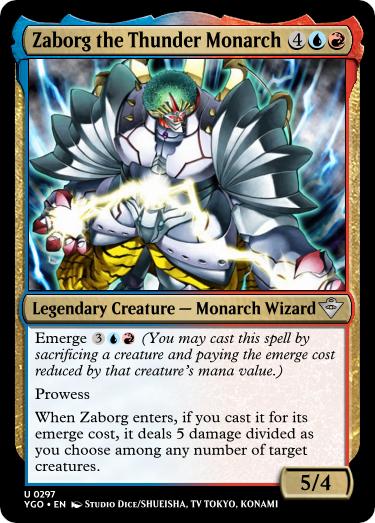 Zaborg the Thunder Monarch 4
Legendary Creature — Monarch Wizard
Emerge 3 (You may cast this spell by
sacrificing a creature and paying the emerge cost
reduced by that creature's mana value.)
Prowess
When Zaborg enters, if you cast it for its
emerge cost, it deals 5 damage divided as
you choose among any number of target
creatures.
5/4
U 0297
YGO • EN Studio Dice/SHUEISHA, TV TOKYO, KONAMI